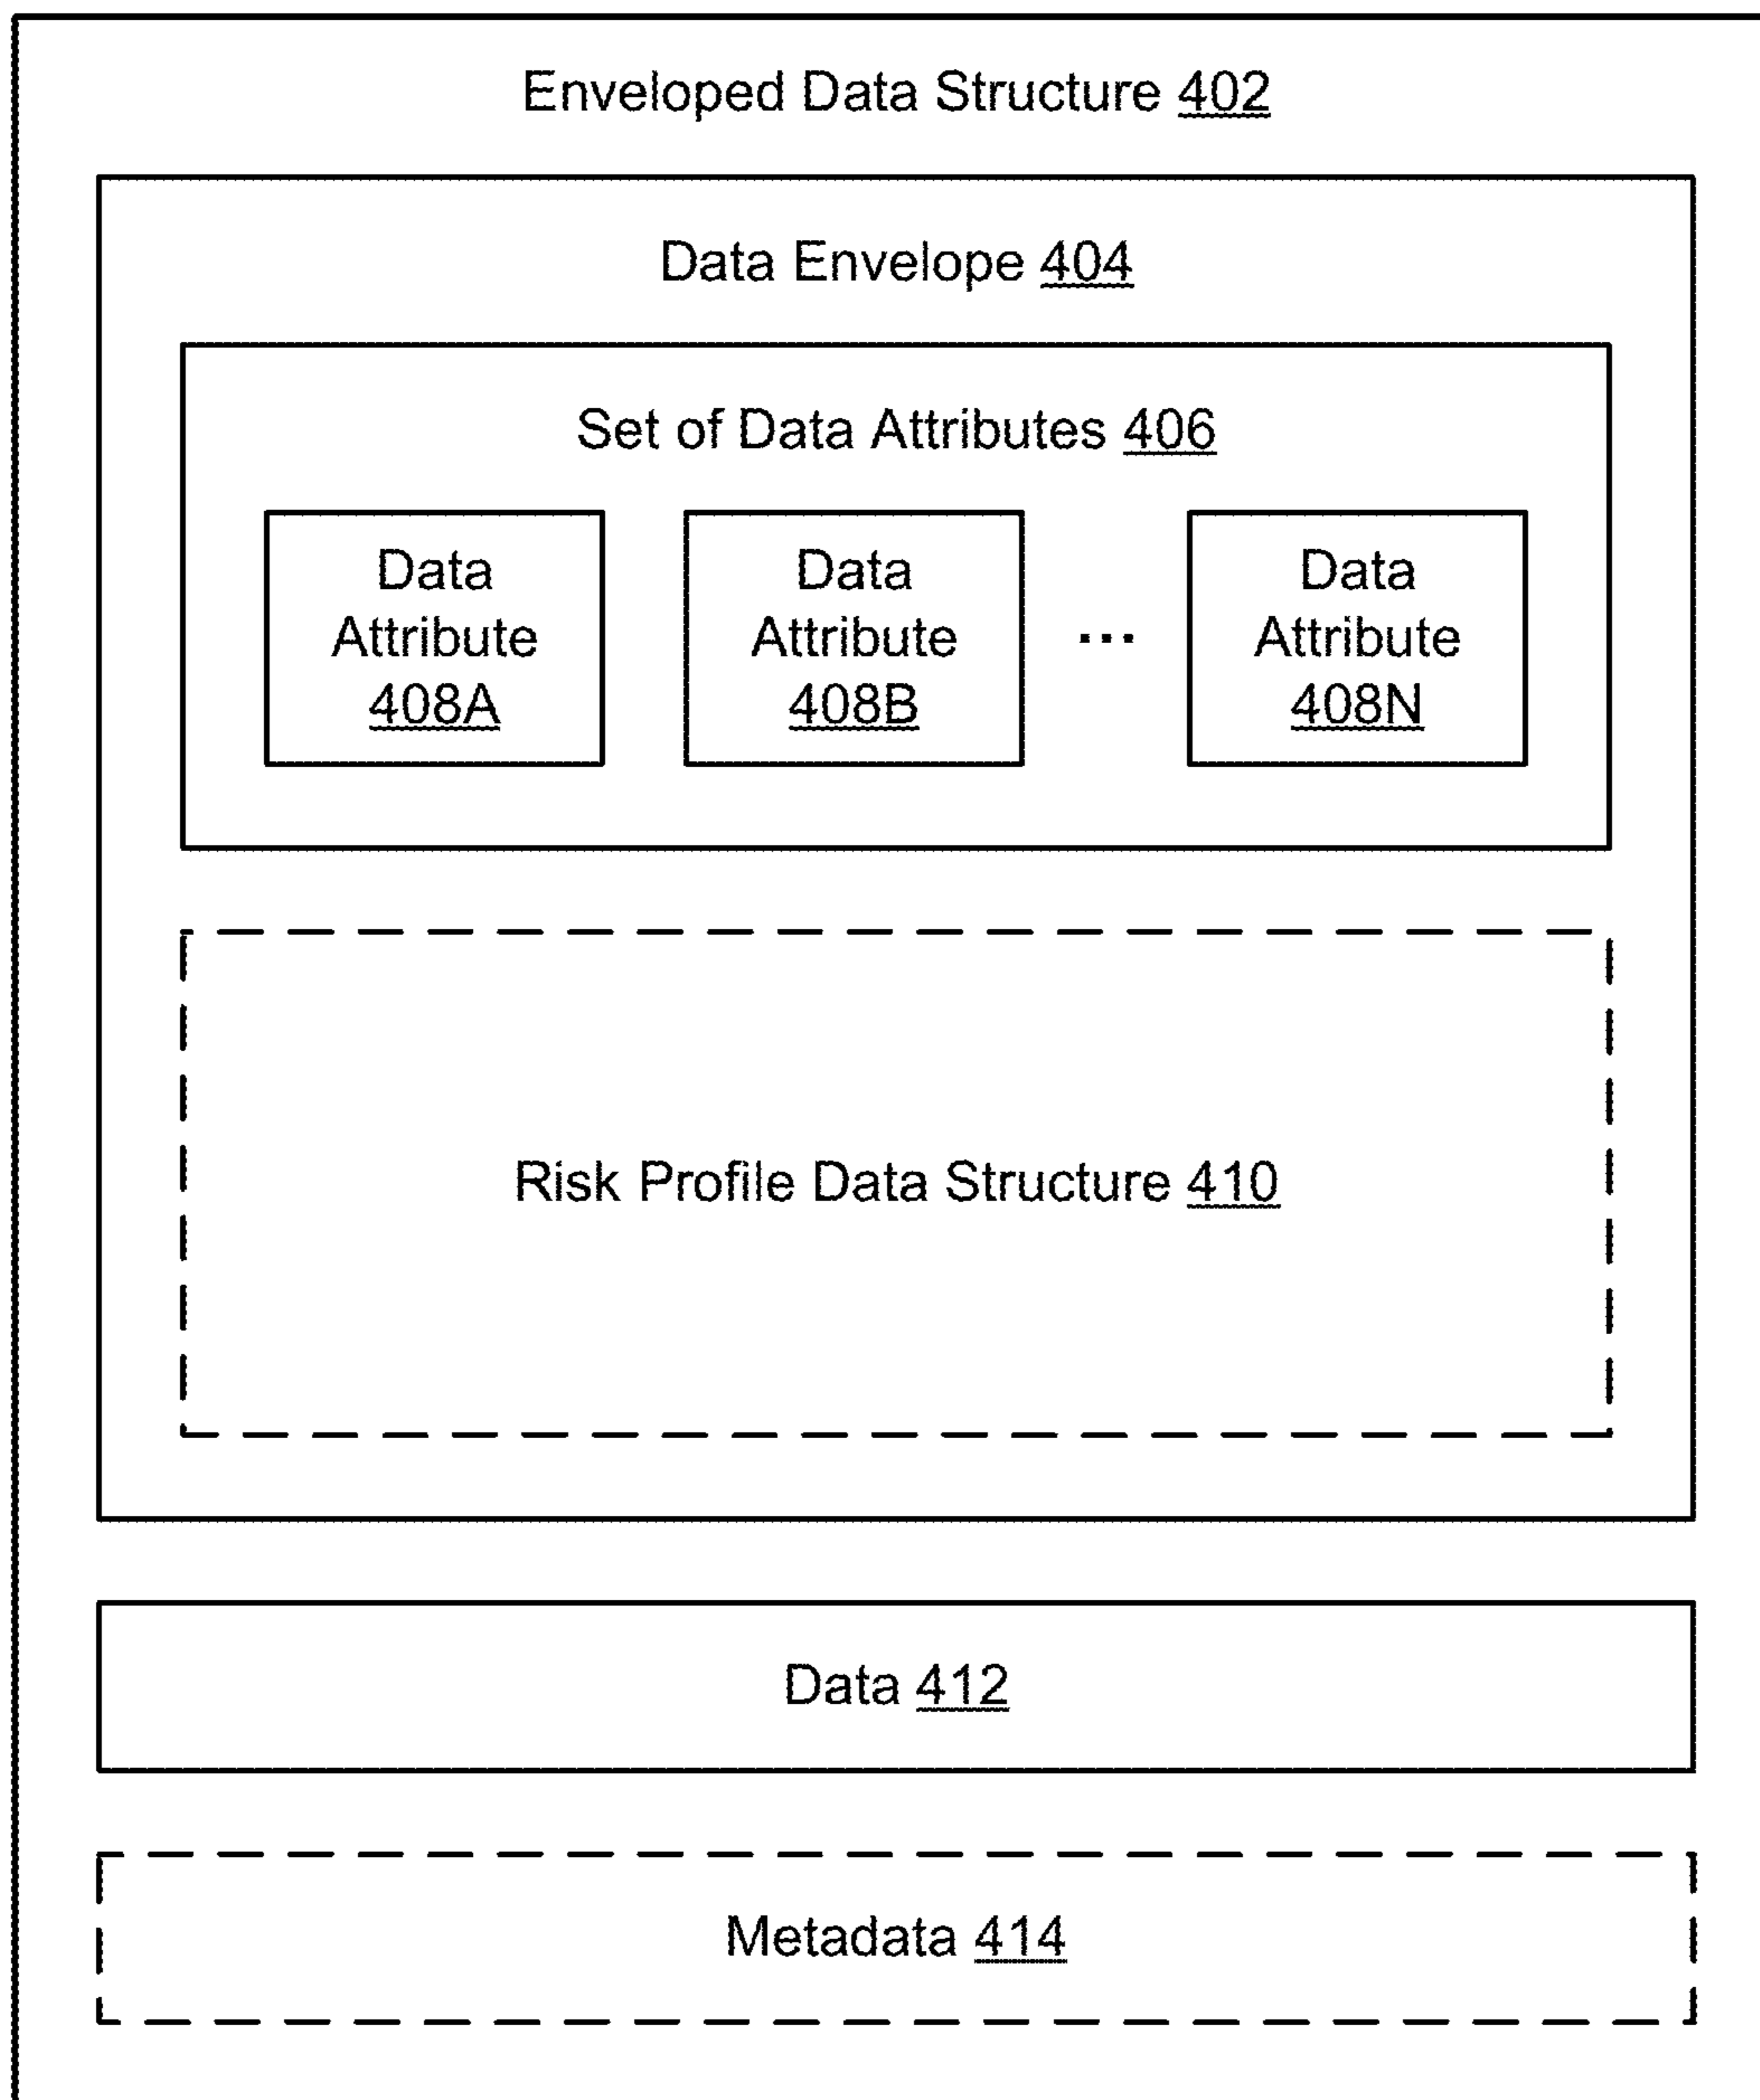 Enveloped Data Structure 402
Data Envelope 404
Set of Data Attributes 406
Data
Attribute
408A
Data
Attribute
408B
...
Data
Attribute
408N
Risk Profile Data Structure 410
Data 412
Metadata 414